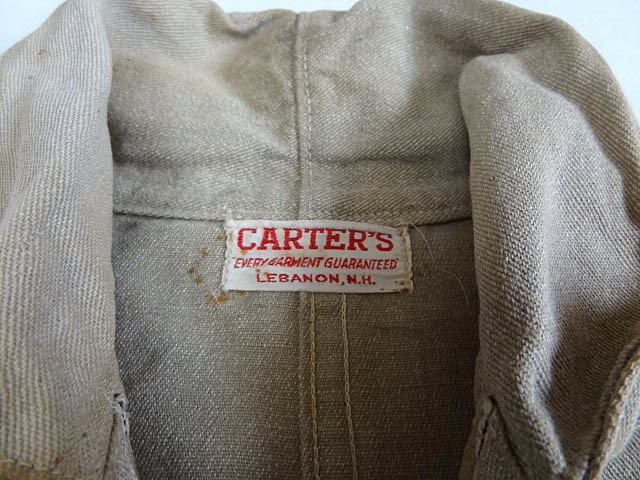 CARTER'S
"EVERY GARMENT GUARANTEED"
LEBANON, N.H.